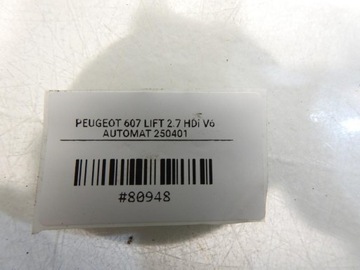 PEUGEOT 607 LIFT 2.7 HDi V6
AUTOMAT 250401
#80948